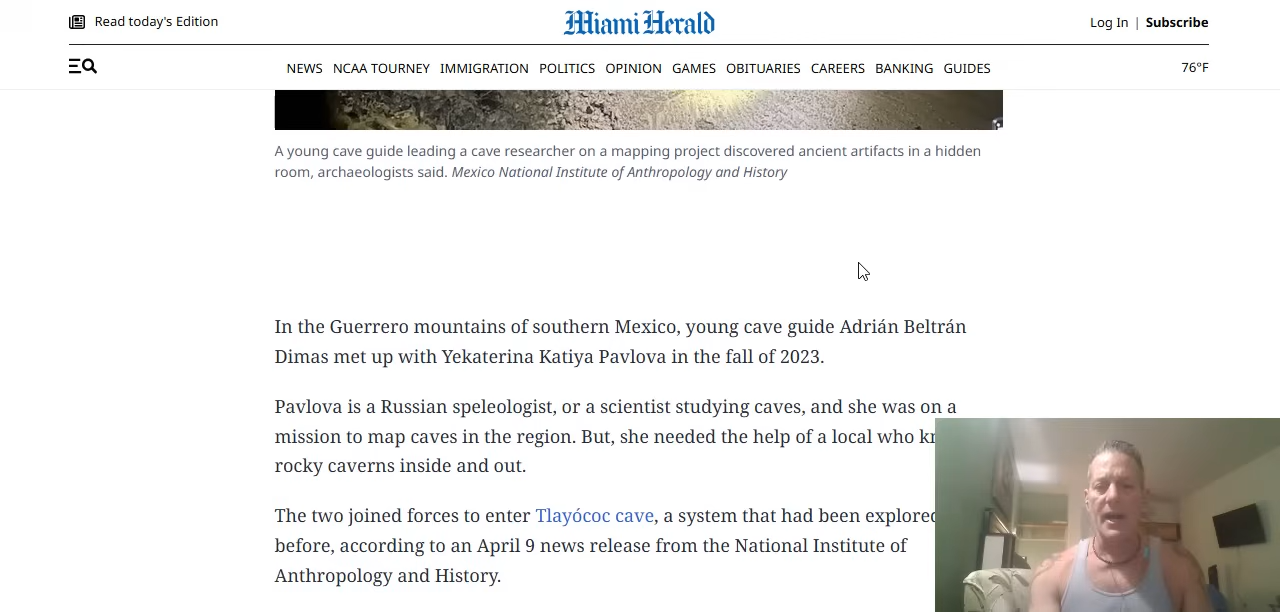 Read today's Edition
Miami Herald
Log In | Subscribe
NEWS NCAA TOURNEY IMMIGRATION POLITICS OPINION GAMES OBITUARIES CAREERS BANKING GUIDES
76°F
A young cave guide leading a cave researcher on a mapping project discovered ancient artifacts in a hidden
room, archaeologists said. Mexico National Institute of Anthropology and History
In the Guerrero mountains of southern Mexico, young cave guide Adrián Beltrán
Dimas met up with Yekaterina Katiya Pavlova in the fall of 2023.
Pavlova is a Russian speleologist, or a scientist studying caves, and she was on a
mission to map caves in the region. But, she needed the help of a local who
rocky caverns inside and out.
The two joined forces to enter Tlayócoc cave, a system that had been explored
before, according to an April 9 news release from the National Institute of
Anthropology and History.